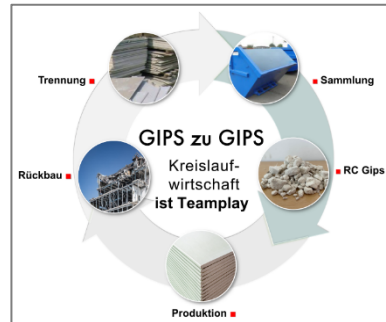 Trennung
Sammlung
GIPS zu GIPS
Kreislauf-
wirtschaft
ist Teamplay
Rückbau
RC Gips
Produktion